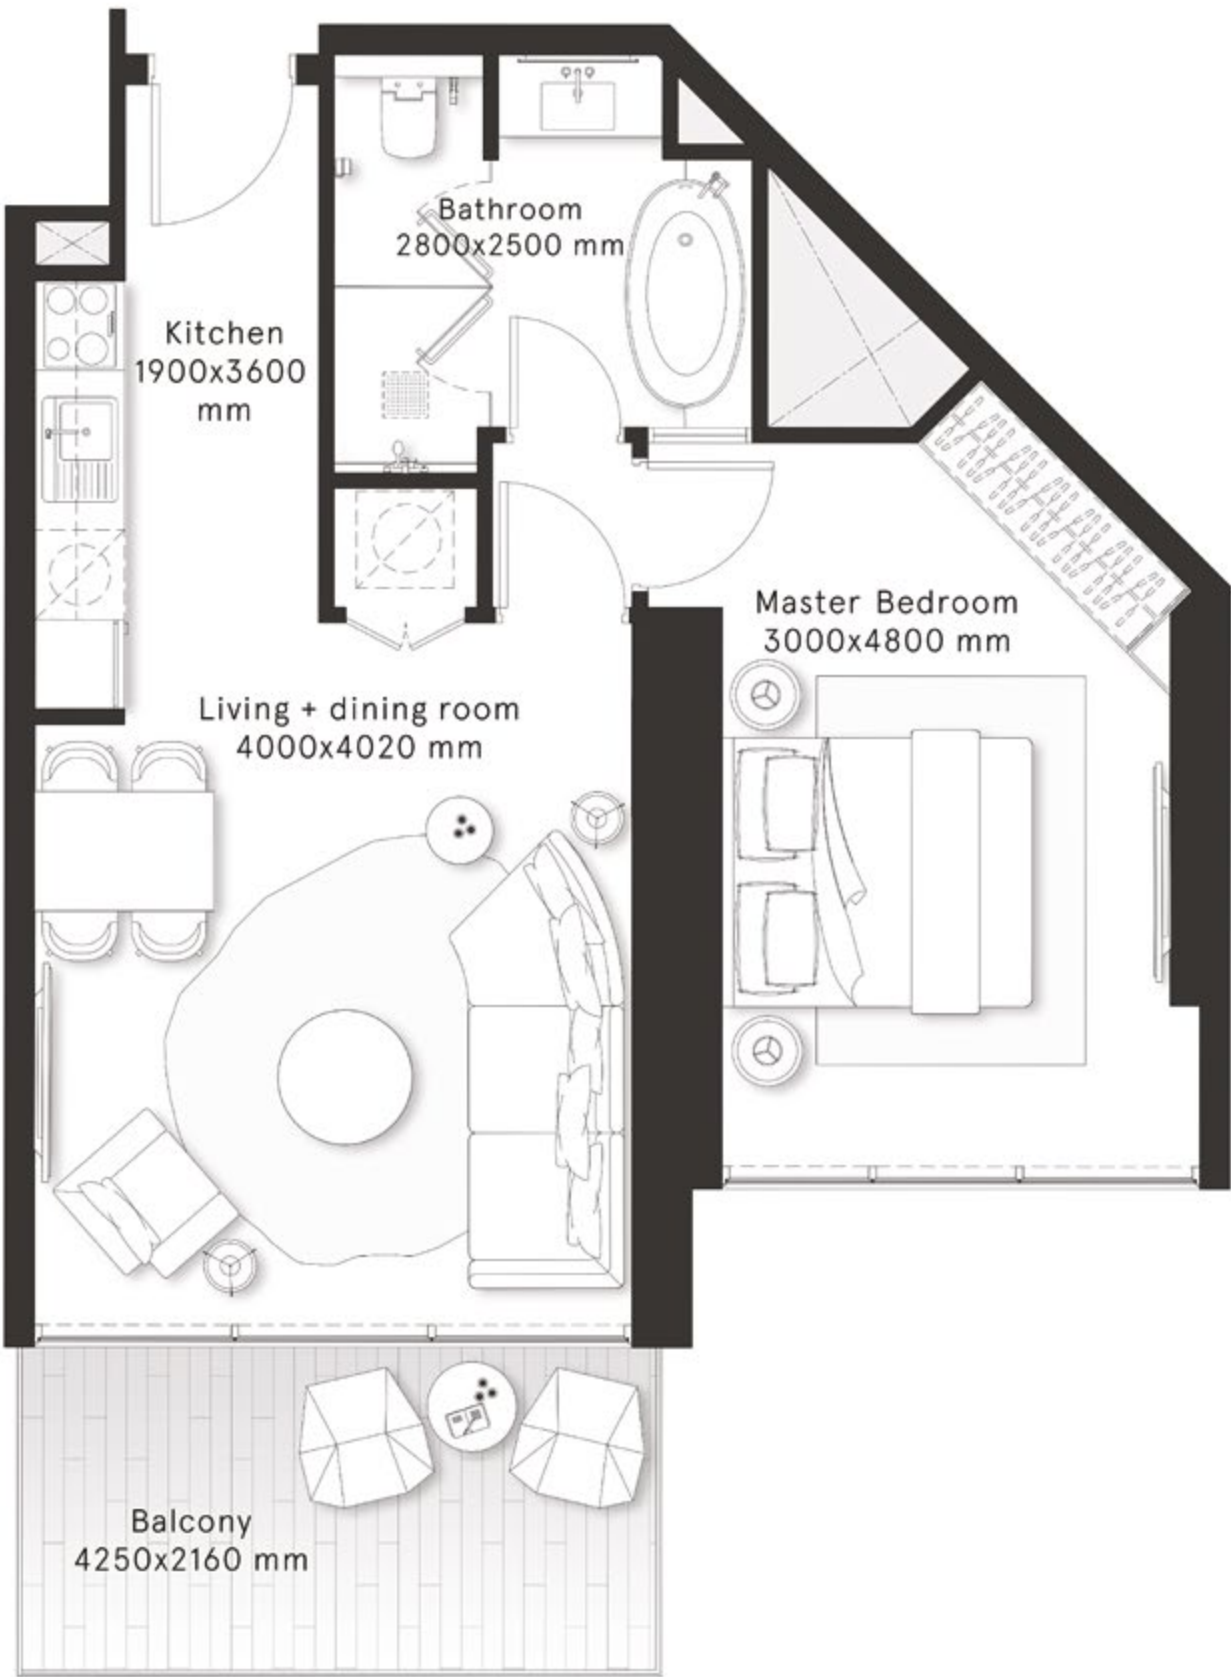 Bathroom
2800x2500 mm
Kitchen
1900x3600
mm
Master Bedroom
3000x4800 mm
Living + dining room
4000x4020 mm
Balcony
4250x2160 mm